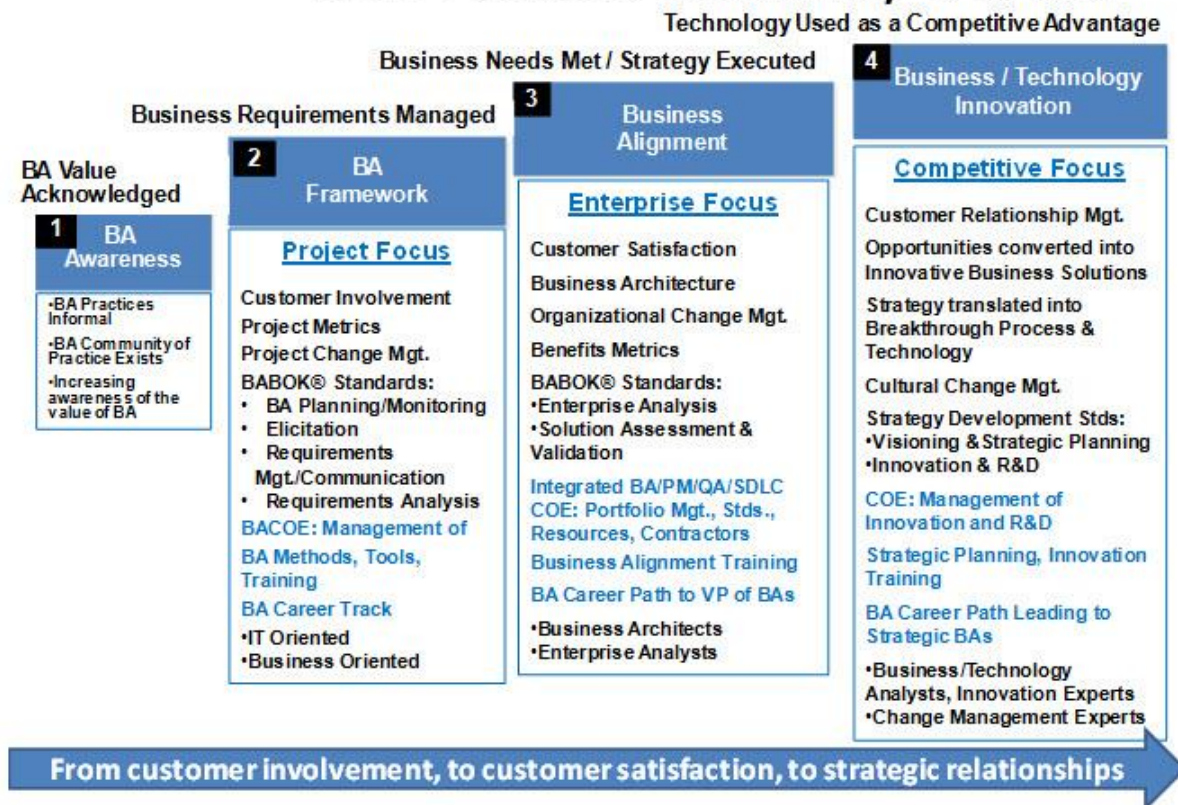 Technology Used as a Competitive Advantage
Business Needs Met / Strategy Executed
Business Requirements Managed
BA Value
Acknowledged
1
BA
Awareness
•BA Practices
Informal
•BA Community of
Practice Exists
•Increasing
awareness of the
value of BA
2
BA
Framework
Project Focus
Customer Involvement
Project Metrics
Project Change Mgt.
BABOK® Standards:
• BA Planning/Monitoring
• Elicitation
• Requirements
Mgt./Communication
• Requirements Analysis
BACOE: Management of
BA Methods, Tools,
Training
BA Career Track
•IT Oriented
•Business Oriented
3
Business
Alignment
Enterprise Focus
Customer Satisfaction
Business Architecture
Organizational Change Mgt.
Benefits Metrics
BABOK® Standards:
•Enterprise Analysis
•Solution Assessment &
Validation
Integrated BA/PM/QA/SDLC
COE: Portfolio Mgt., Stds.,
Resources, Contractors
Business Alignment Training
BA Career Path to VP of BAs
•Business Architects
•Enterprise Analysts
4
Business / Technology
Innovation
Competitive Focus
Customer Relationship Mgt.
Opportunities converted into
Innovative Business Solutions
Strategy translated into
Breakthrough Process &
Technology
Cultural Change Mgt.
Strategy Development Stds:
•Visioning & Strategic Planning
•Innovation & R&D
COE: Management of
Innovation and R&D
Strategic Planning, Innovation
Training
BA Career Path Leading to
Strategic BAs
•Business/Technology
Analysts, Innovation Experts
•Change Management Experts
From customer involvement, to customer satisfaction, to strategic relationships